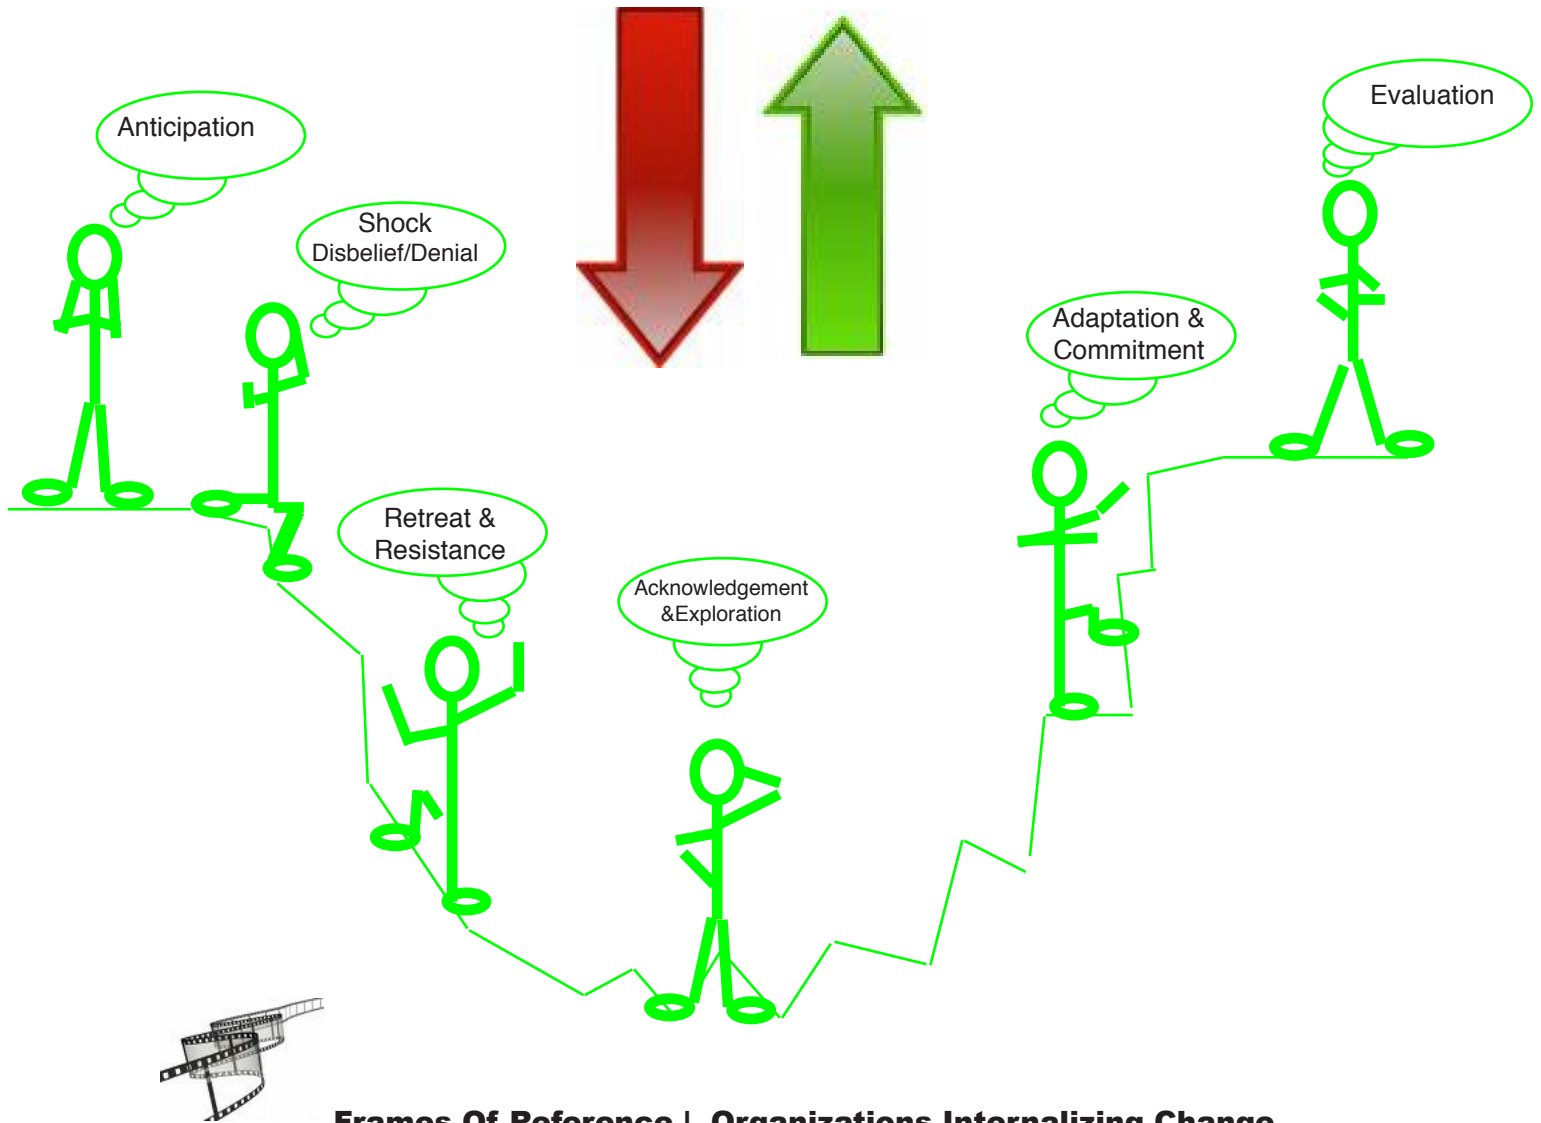 Anticipation
Shock
Disbelief/Denial
Retreat &
Resistance
Acknowledgement
&Exploration
Adaptation &
Commitment
Evaluation
Frames Of Reference | Organizations Internalizing Change